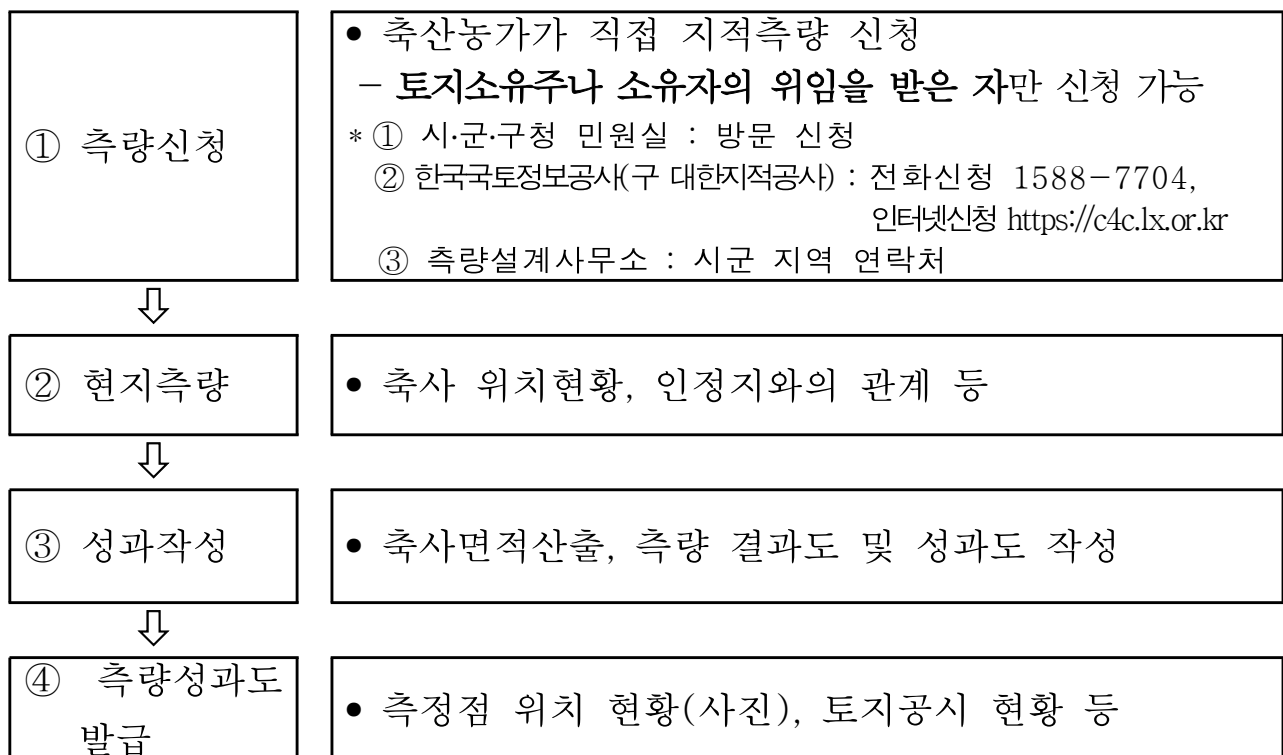 ① 측량신청
• 축산농가가 직접 지적측량 신청
− 토지소유주나 소유자의 위임을 받은 자만 신청 가능
* ① 시·군·구청 민원실 : 방문 신청
② 한국국토정보공사(구 대한지적공사) : 전화신청 1588−7704,
인터넷신청 https://c4c.lx.or.kr
③ 측량설계사무소 : 시군 지역 연락처
⇩
② 현지측량
• 축사 위치현황, 인정지와의 관계 등
⇩
③ 성과작성
• 축사면적산출, 측량 결과도 및 성과도 작성
⇩
④ 측량성과도
발급
• 측정점 위치 현황(사진), 토지공시 현황 등